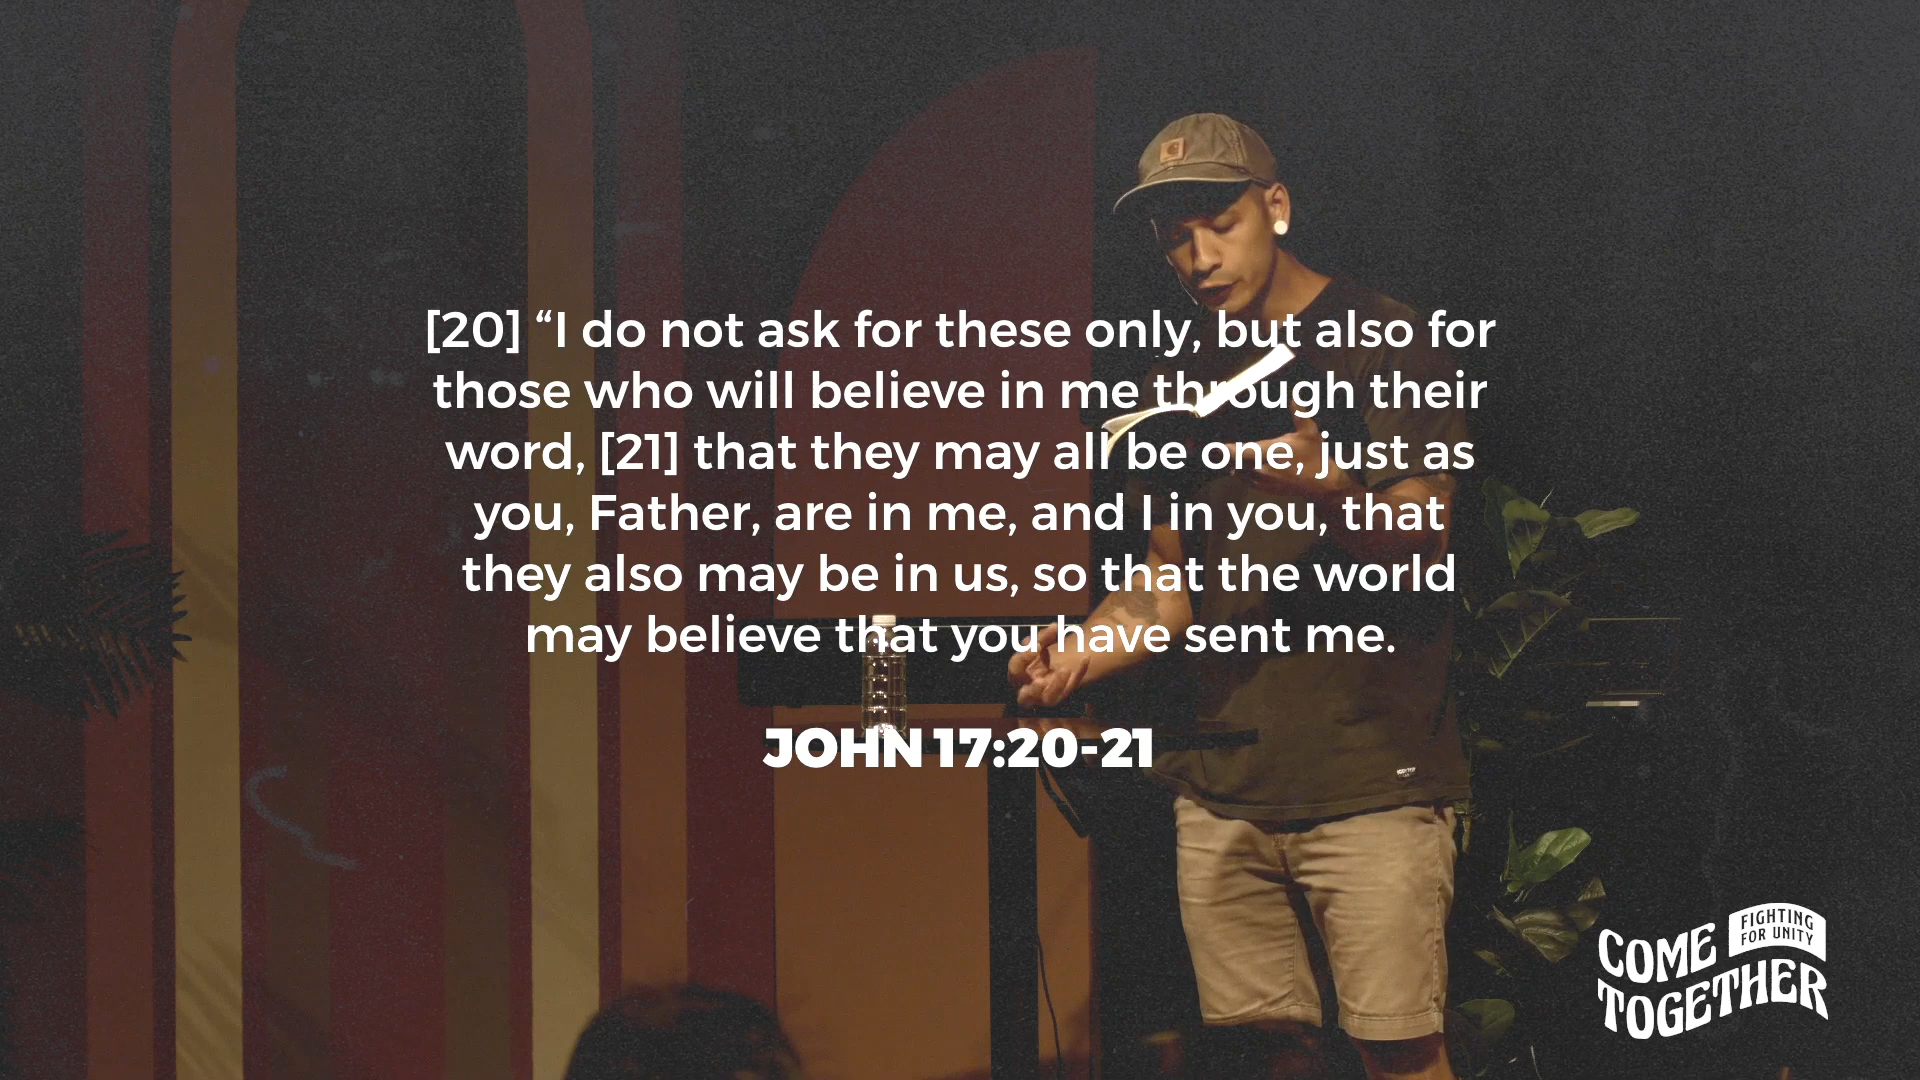 [20] “I do not ask for these only, but also for
those who will believe in me through their
word, [21] that they may all be one, just as
you, Father, are in me, and I in you, that
they also may be in us, so that the world
may believe that you have sent me.
JOHN 17:20-21
COME
FIGHTING
FOR UNITY
TOGETHER